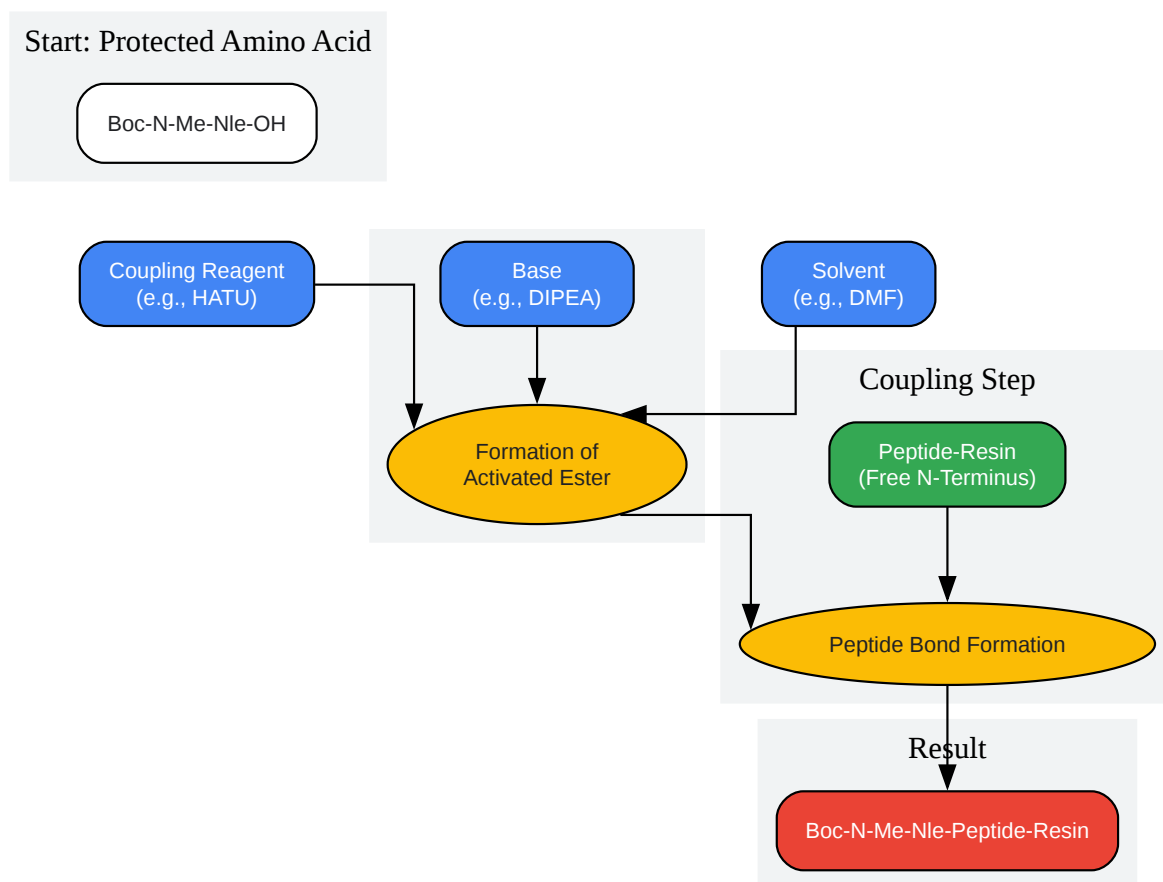 Start: Protected Amino Acid
Boc-N-Me-Nle-OH
Coupling Reagent
(e.g., HATU)
Base
(e.g., DIPEA)
Solvent
(e.g., DMF)
Coupling Step
Formation of
Activated Ester
Peptide-Resin
(Free N-Terminus)
Peptide Bond Formation
Result
Boc-N-Me-Nle-Peptide-Resin